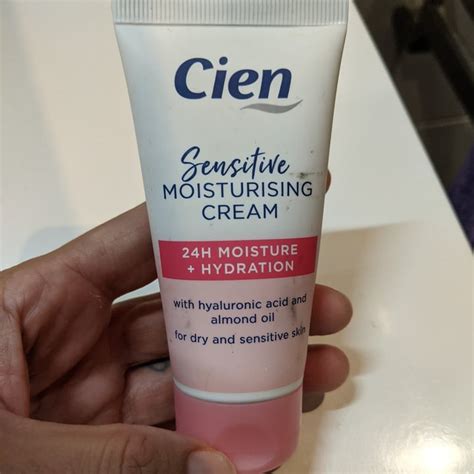 Cien
Sensitive
MOISTURISING
CREAM
24H MOISTURE
+ HYDRATION
with hyaluronic acid and
almond oil
for dry and sensitive skin